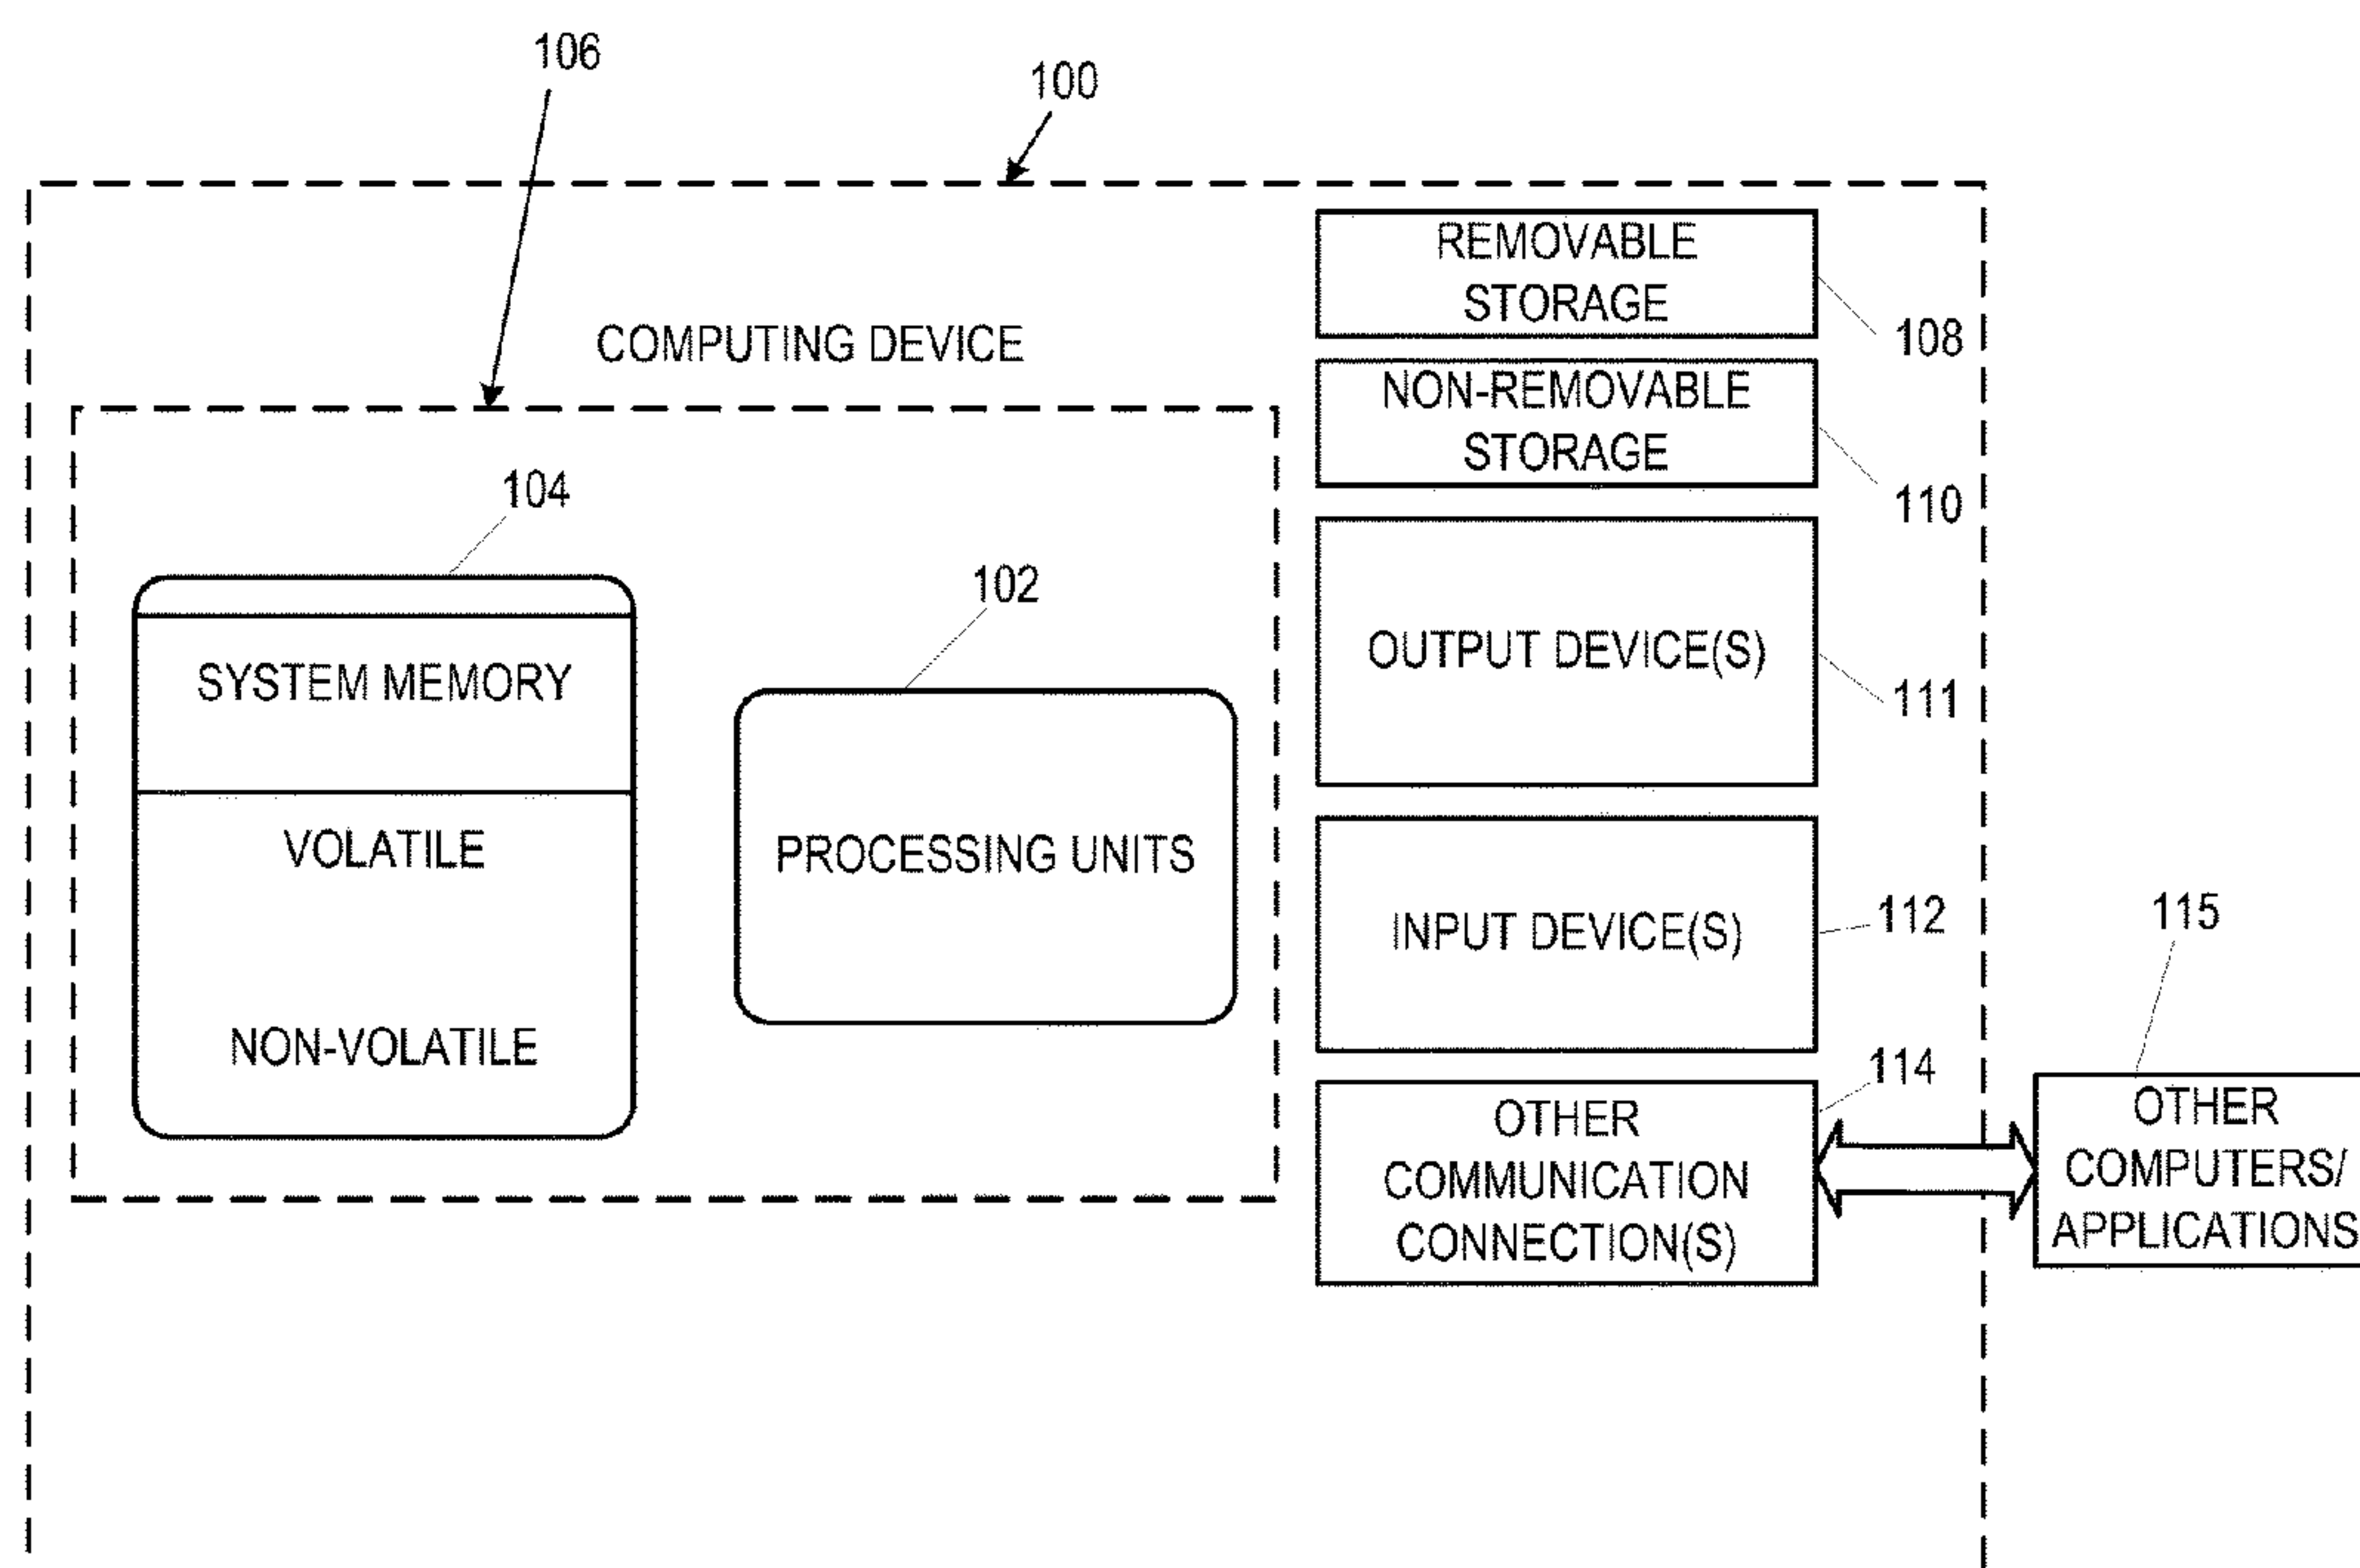 106
100
COMPUTING DEVICE
REMOVABLE
STORAGE
108
NON-REMOVABLE
STORAGE
110
104
SYSTEM MEMORY
VOLATILE
NON-VOLATILE
102
PROCESSING UNITS
OUTPUT DEVICE(S)
111
INPUT DEVICE(S)
112
114
OTHER
COMMUNICATION
CONNECTION(S)
115
OTHER
COMPUTERS/
APPLICATIONS